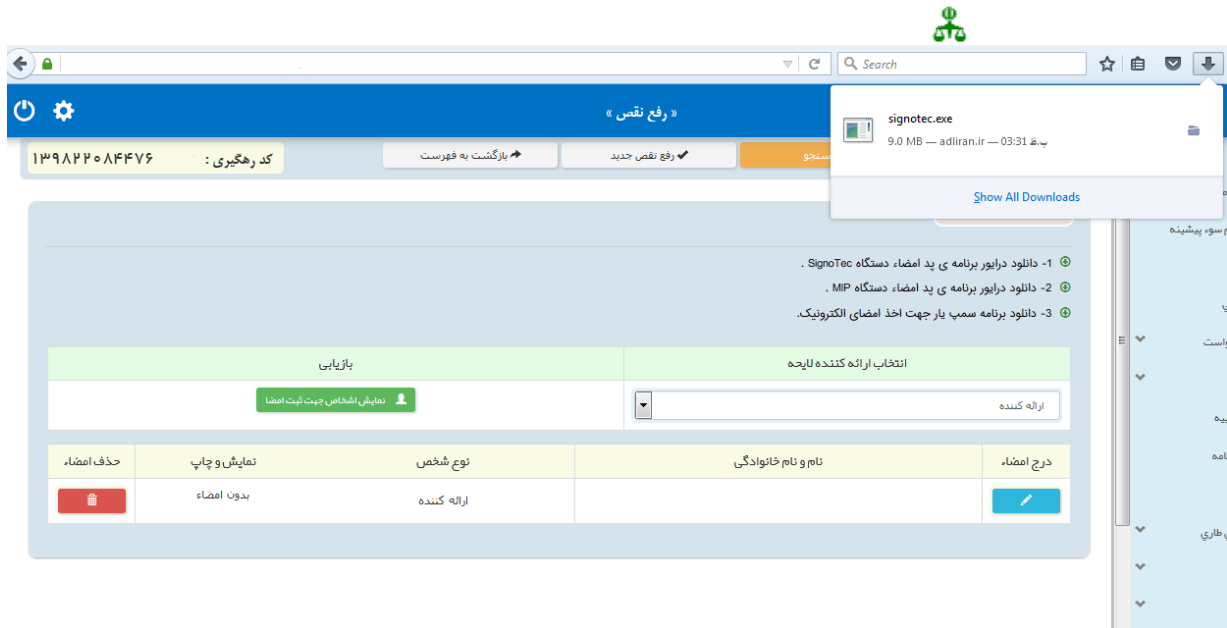 Search
« رفع نقص »
signotec.exe
9.0 MB — adliran.ir — 03:31 ب.ظ
Show All Downloads
کد رهگیری : ۱۳۹۸۲۲۰۸۴۴۷۶
بازگشت به فهرست
رفع نقص جدید
سوء پیشینه
1- دانلود درایور برنامه ی پد امضاء دستگاه SignoTec .
2- دانلود درایور برنامه ی پد امضاء دستگاه MIP .
3- دانلود برنامه سمپ یار جهت اخذ امضای الکترونیک.
انتخاب ارائه کننده لایحه
بازیابی
ارائه کننده
نمایش اشخاص جهت ثبت امضا
درج امضاء
نام و نام خانوادگی
نوع شخص
نمایش و چاپ
حذف امضاء
ارائه کننده
بدون امضاء
طاري